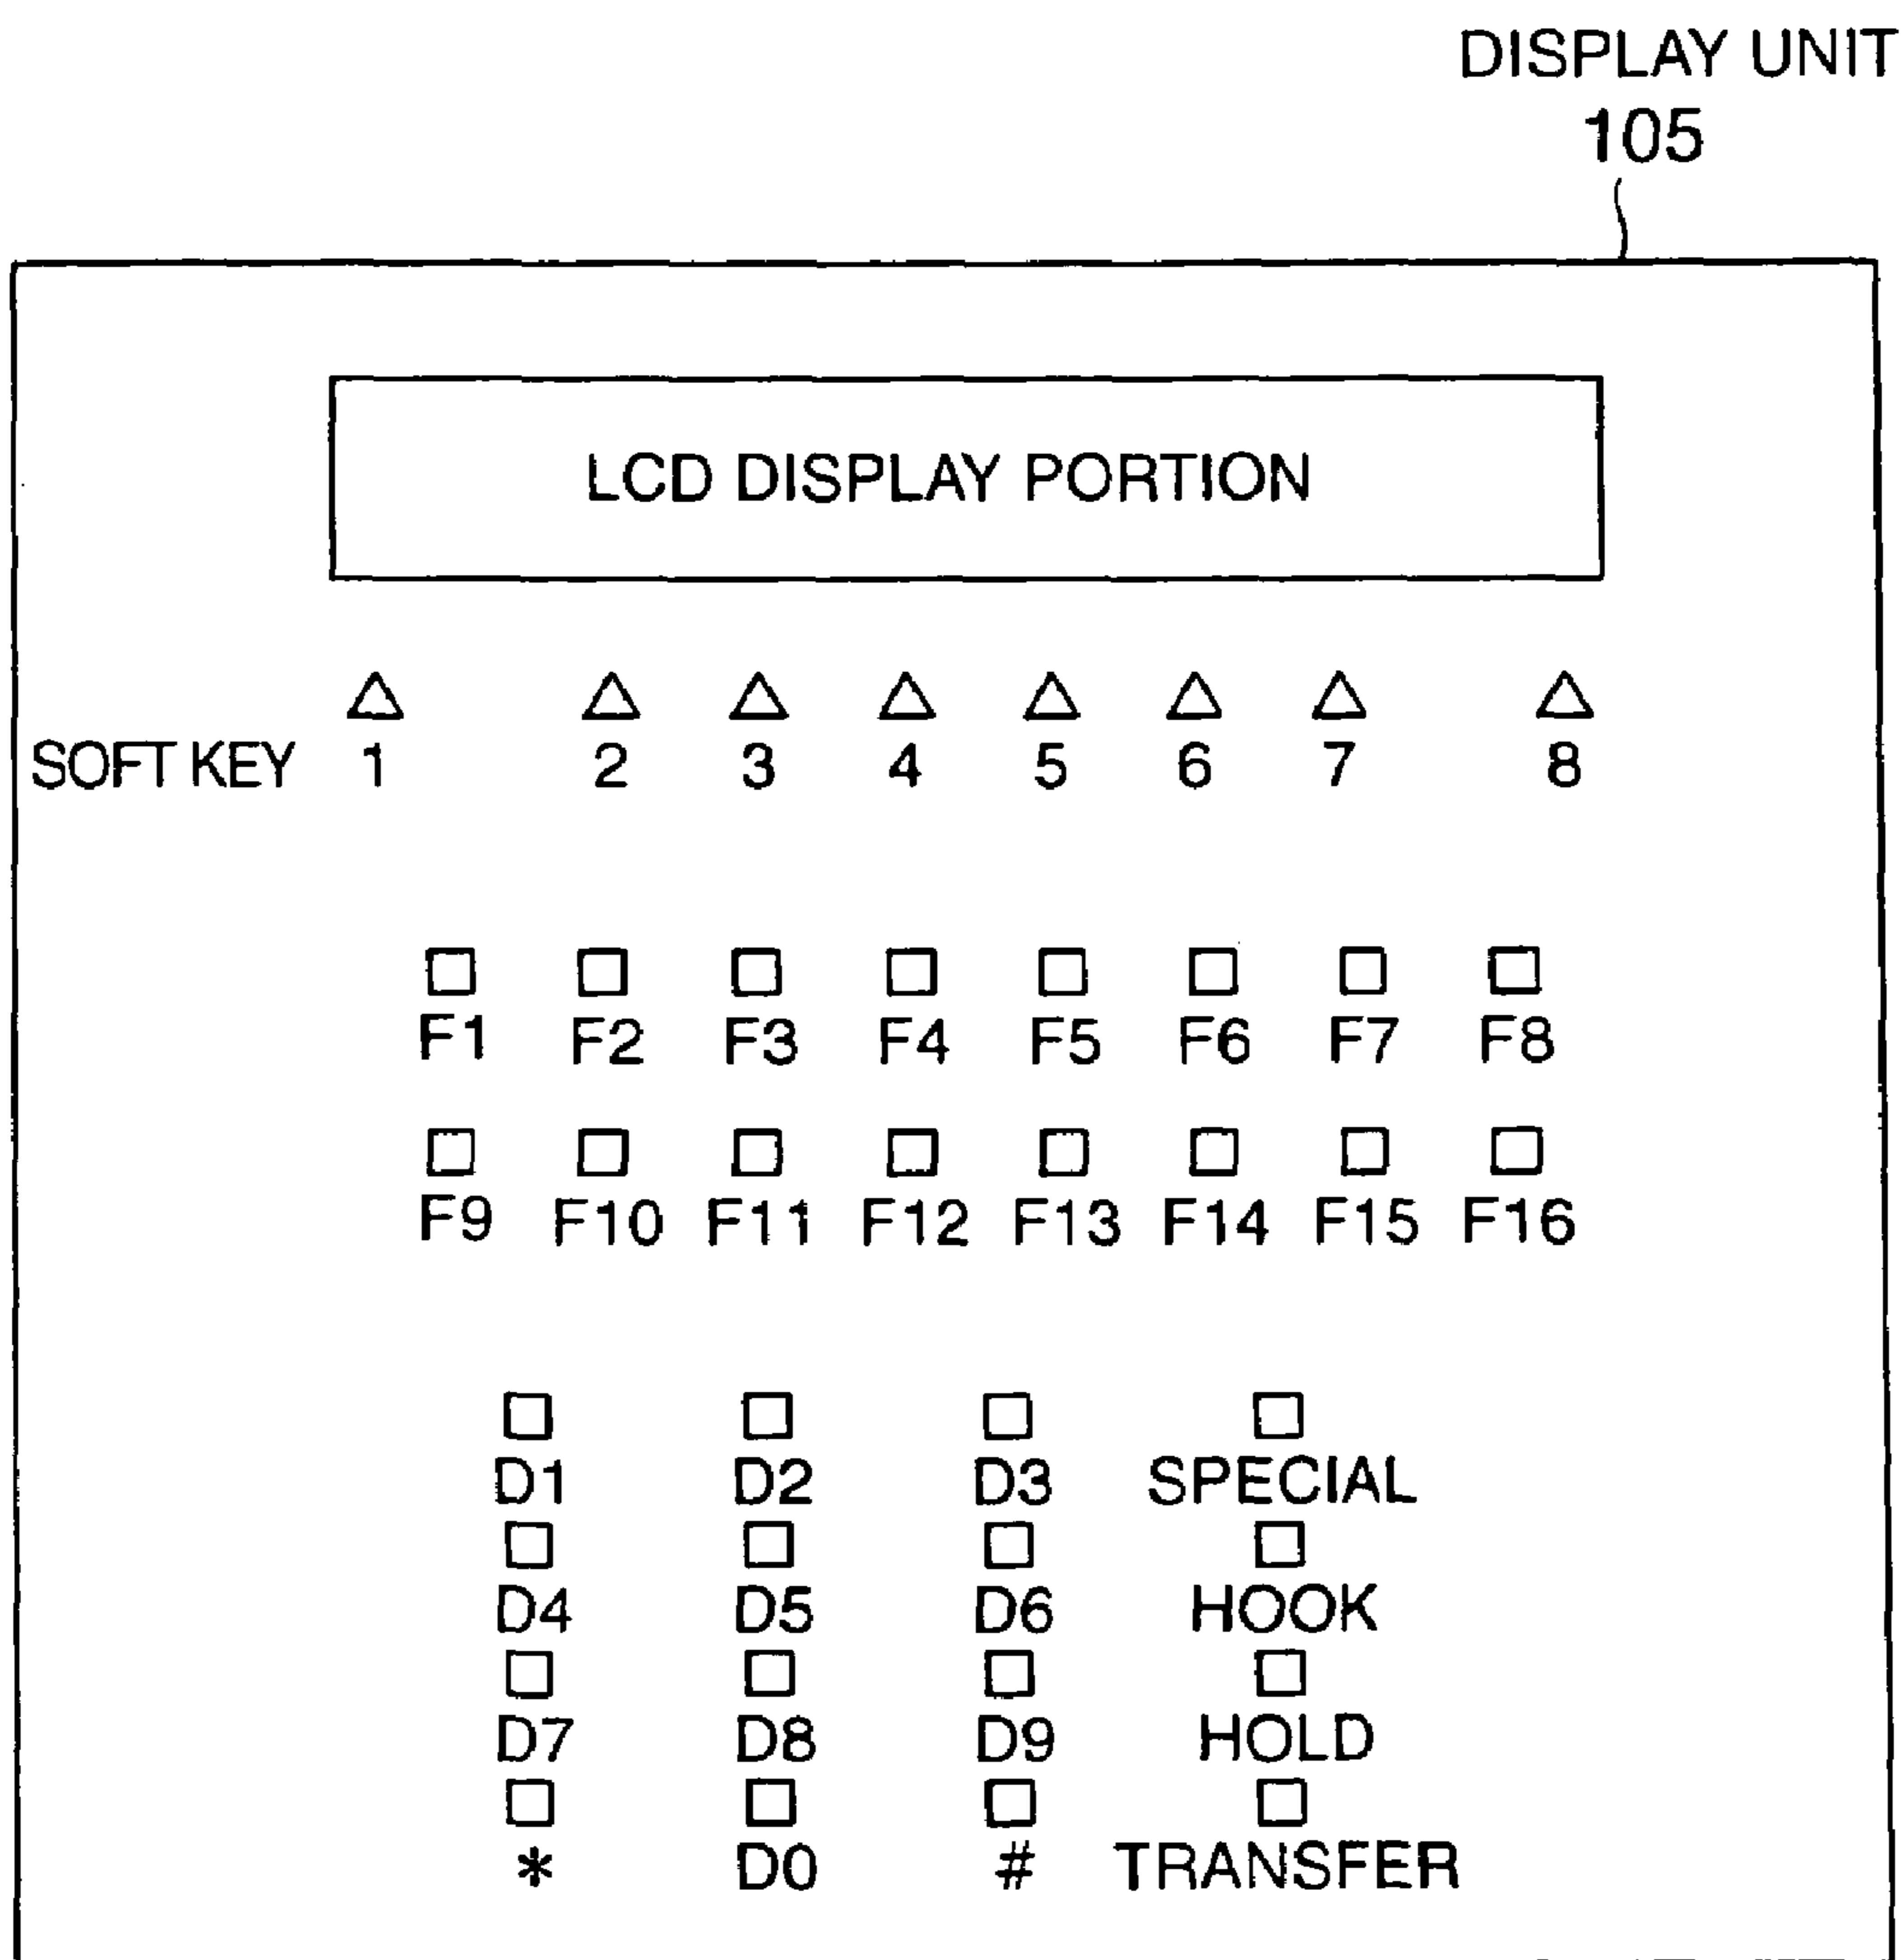 DISPLAY UNIT
105
LCD DISPLAY PORTION
SOFT KEY 1 2 3 4 5 6 7 8
F1 F2 F3 F4 F5 F6 F7 F8
F9 F10 F11 F12 F13 F14 F15 F16
D1 D2 D3 SPECIAL
D4 D5 D6 HOOK
D7 D8 D9 HOLD
* D0 # TRANSFER